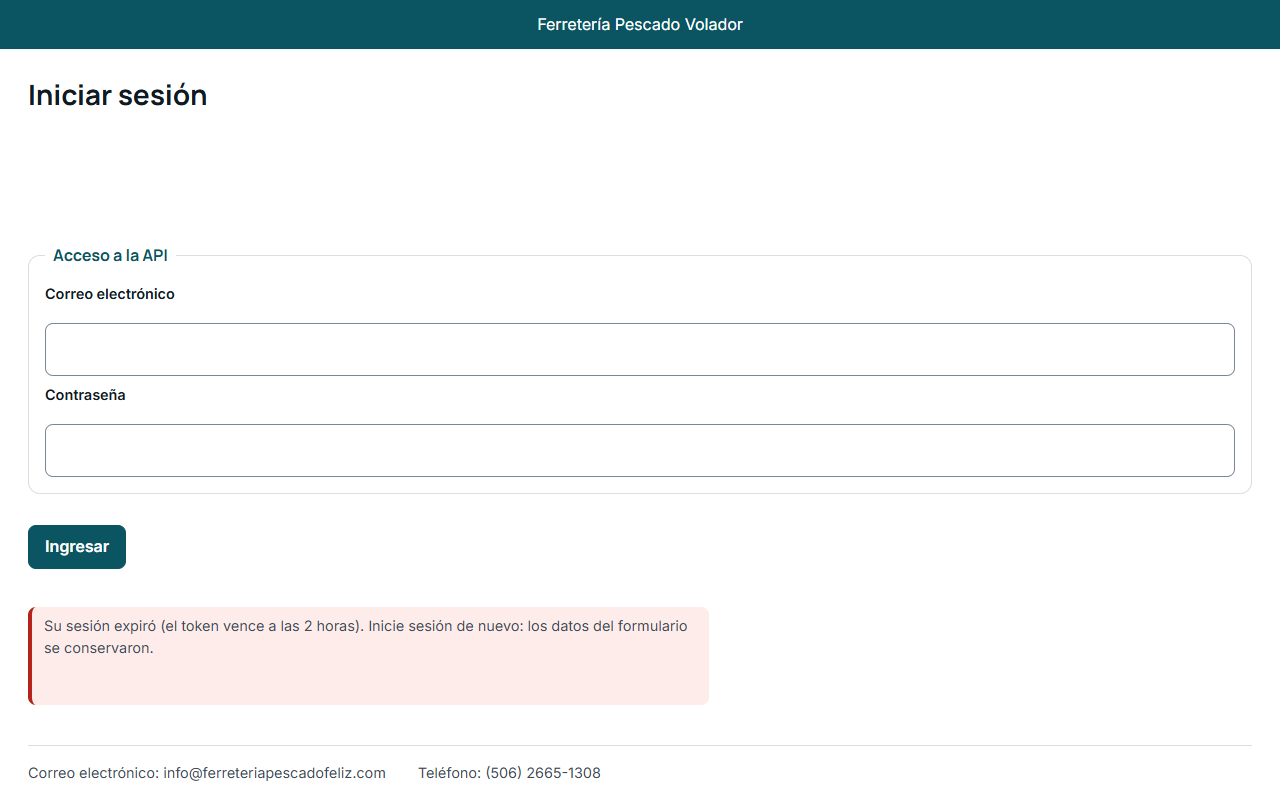 Ferretería Pescado Volador
Iniciar sesión
Acceso a la API
Correo electrónico
Contraseña
Ingresar
Su sesión expiró (el token vence a las 2 horas). Inicie sesión de nuevo: los datos del formulario
se conservaron.
Correo electrónico: info@ferreteriapescadofeliz.com Teléfono: (506) 2665-1308